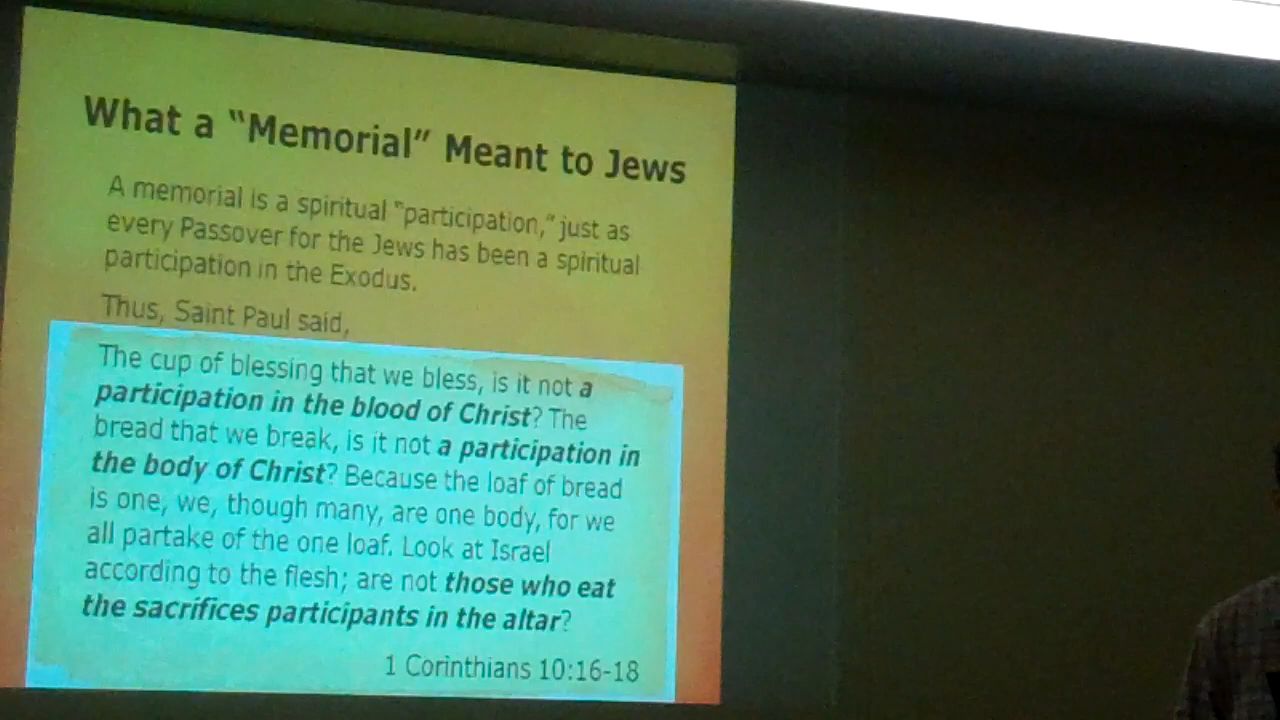 What a “Memorial” Meant to Jews
A memorial is a spiritual “participation,” just as
every Passover for the Jews has been a spiritual
participation in the Exodus.
Thus, Saint Paul said,
The cup of blessing that we bless, is it not a
participation in the blood of Christ? The
bread that we break, is it not a participation in
the body of Christ? Because the loaf of bread
is one, we, though many, are one body, for we
all partake of the one loaf. Look at Israel
according to the flesh; are not those who eat
the sacrifices participants in the altar?
1 Corinthians 10:16-18